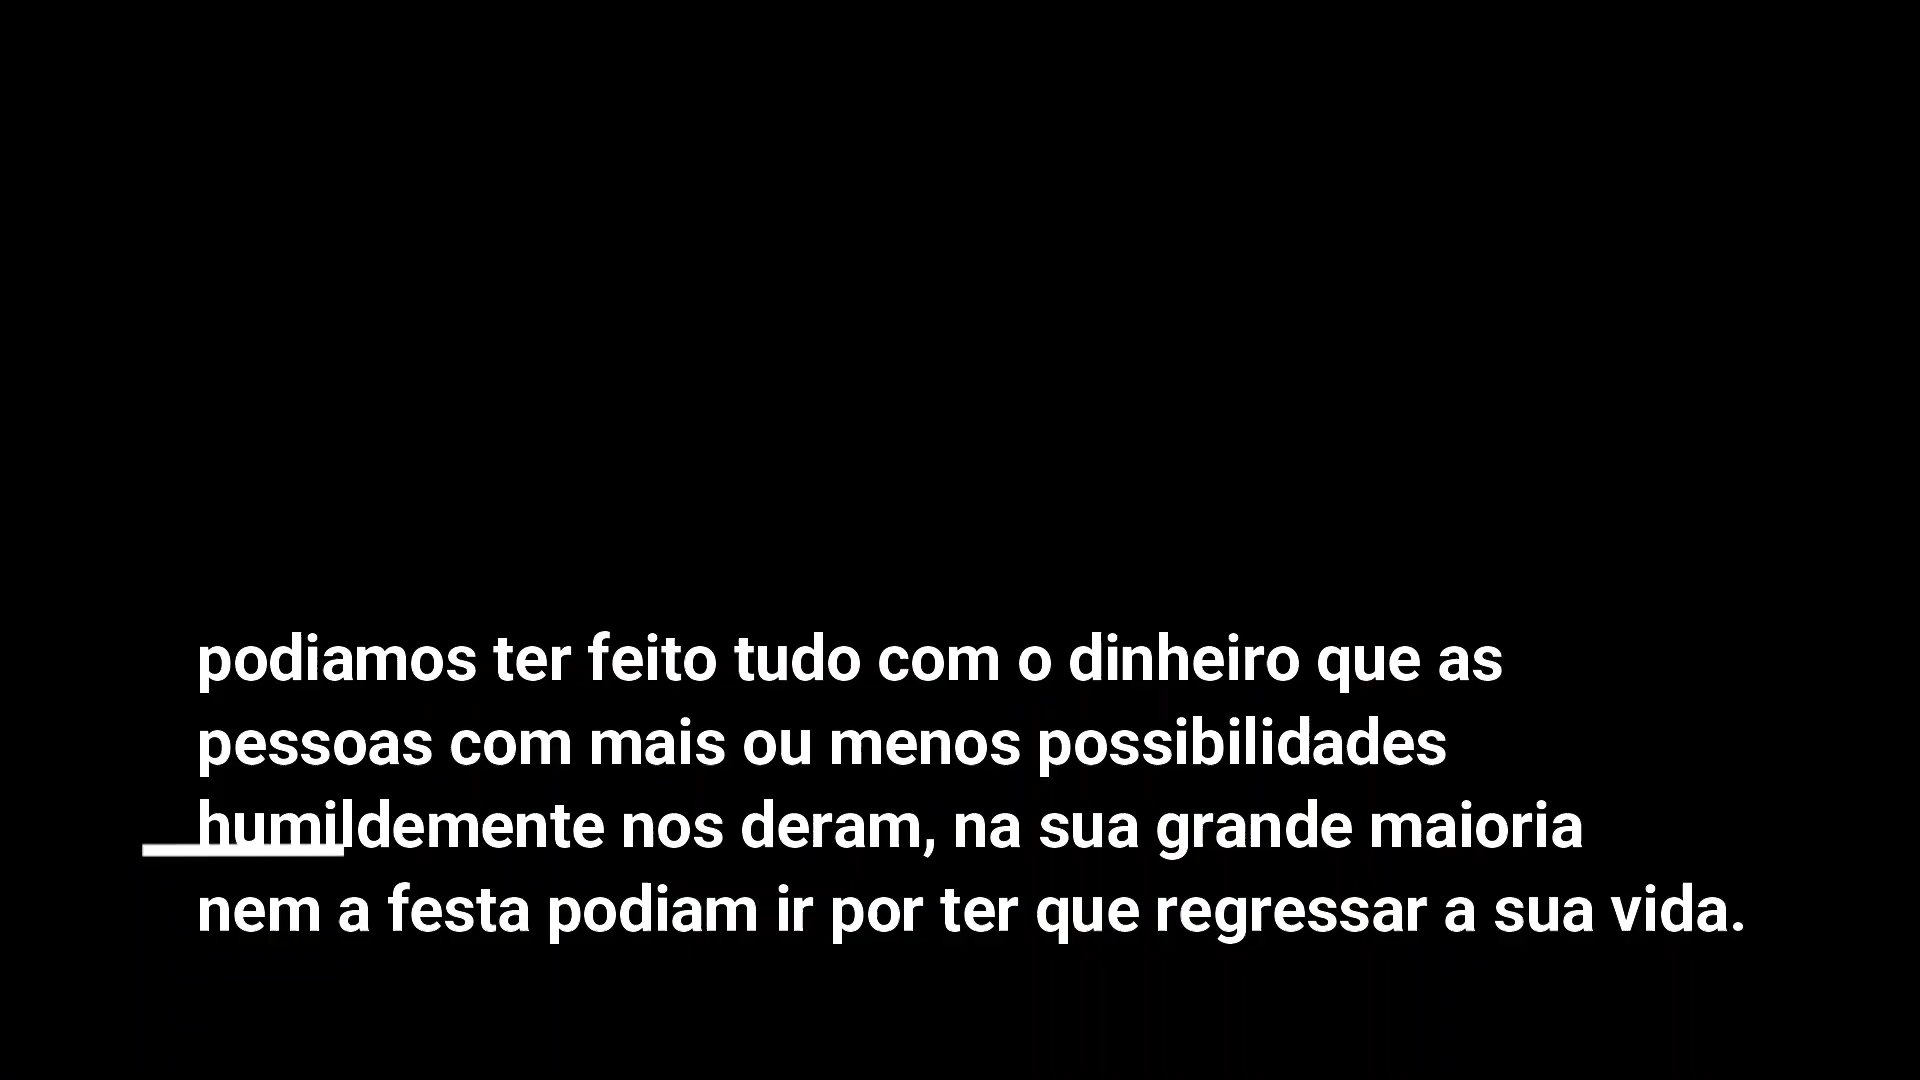 podiamos ter feito tudo com o dinheiro que as
pessoas com mais ou menos possibilidades
humildemente nos deram, na sua grande maioria
nem a festa podiam ir por ter que regressar a sua vida.